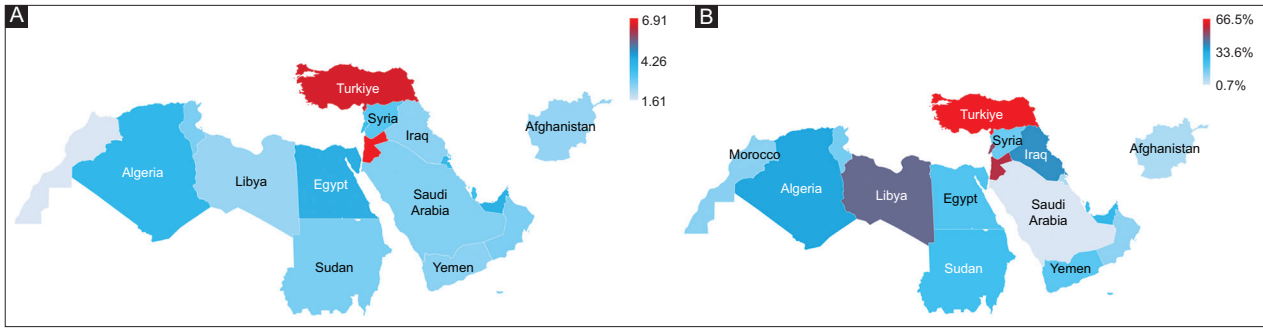 A
6.91
4.26
1.61
Turkiye
Syria
Iraq
Afghanistan
Algeria
Libya
Egypt
Saudi
Arabia
Sudan
Yemen
B
66.5%
33.6%
0.7%
Turkiye
Syria
Iraq
Afghanistan
Morocco
Algeria
Libya
Egypt
Saudi
Arabia
Sudan
Yemen